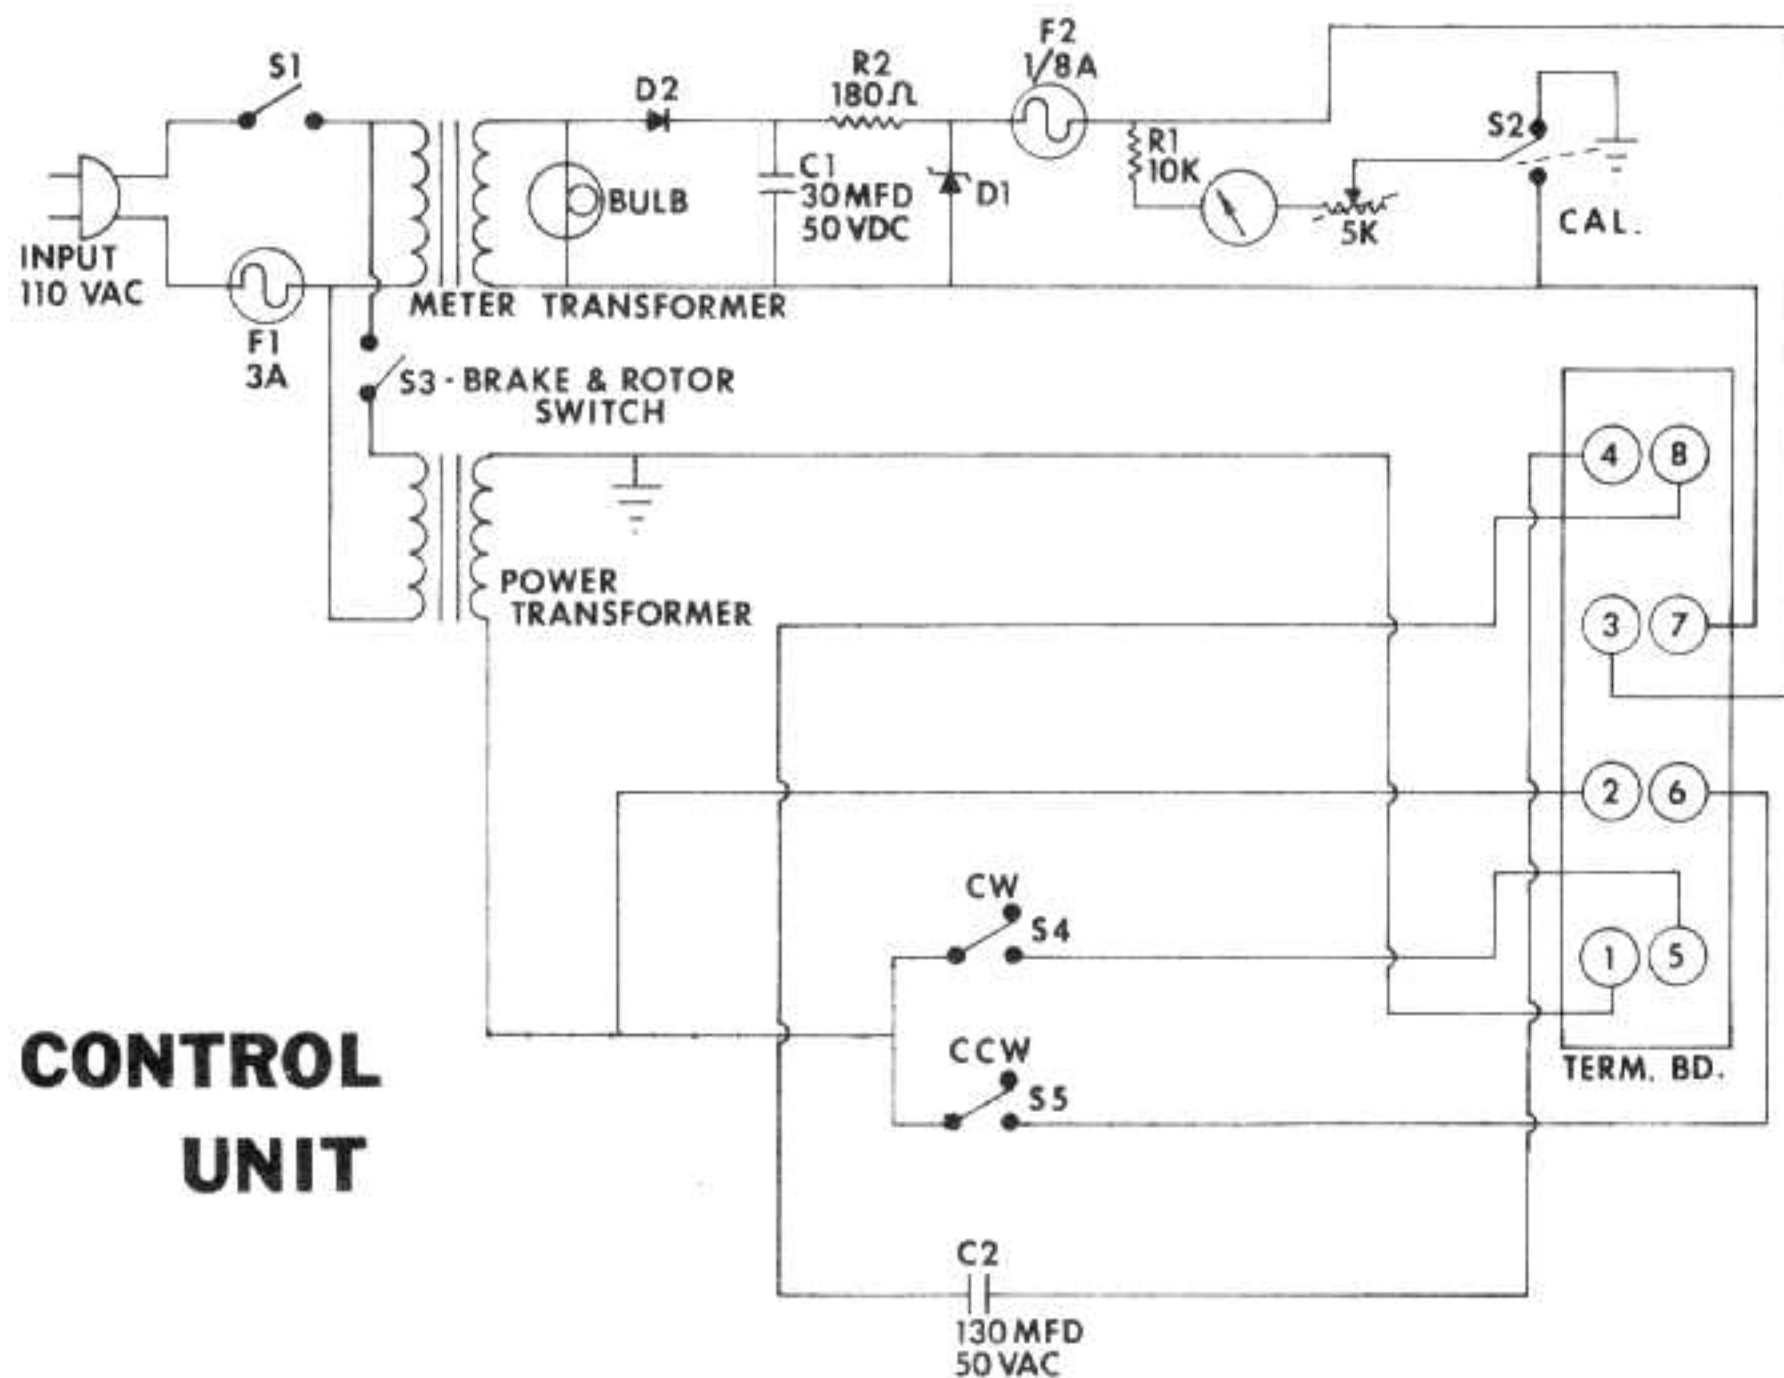 S1
INPUT
110 VAC
F1
3A
METER TRANSFORMER
S3 - BRAKE & ROTOR
SWITCH
BULB
D2
C1
30 MFD
50 VDC
R2
180Ω
D1
F2
1/8 A
R1
10K
5K
S2
CAL.
POWER
TRANSFORMER
4 8
3 7
2 6
1 5
TERM. BD.
CW
S4
CCW
S5
C2
130 MFD
50 VAC
CONTROL
UNIT